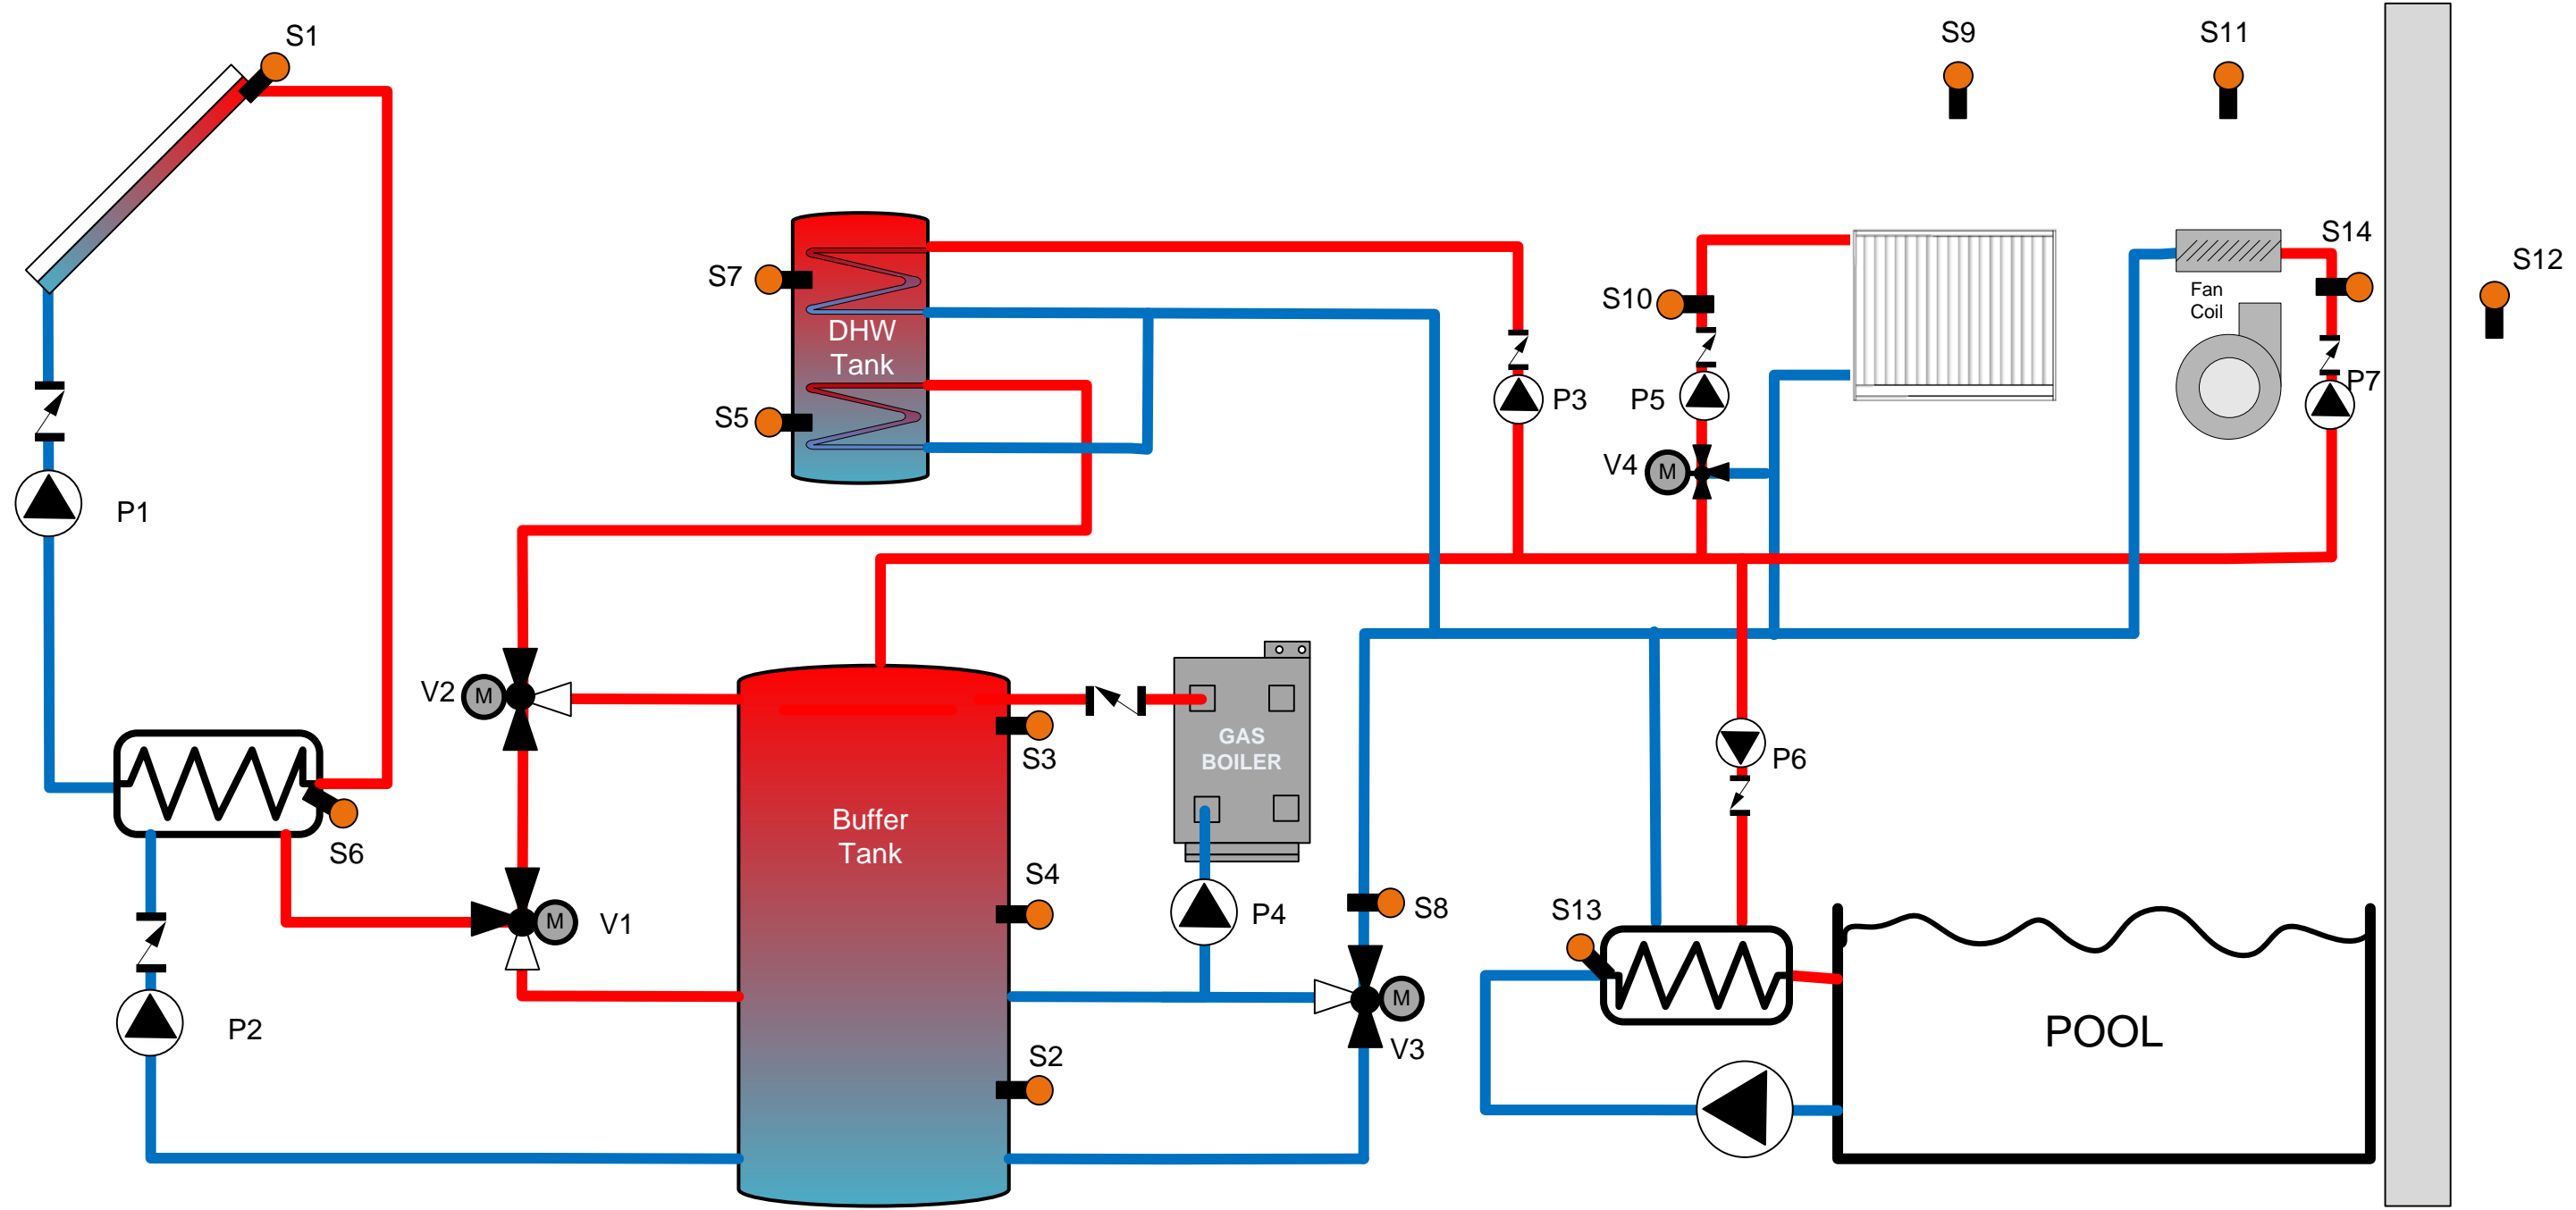 S1
S9
S11
S7
S14
S12
S10
DHW
Tank
Fan
Coil
S5
P3
P5
P7
V4
M
P1
V2
M
GAS
BOILER
S3
P6
Buffer
Tank
S6
S4
S8
S13
P4
M
V1
M
V3
P2
POOL
S2